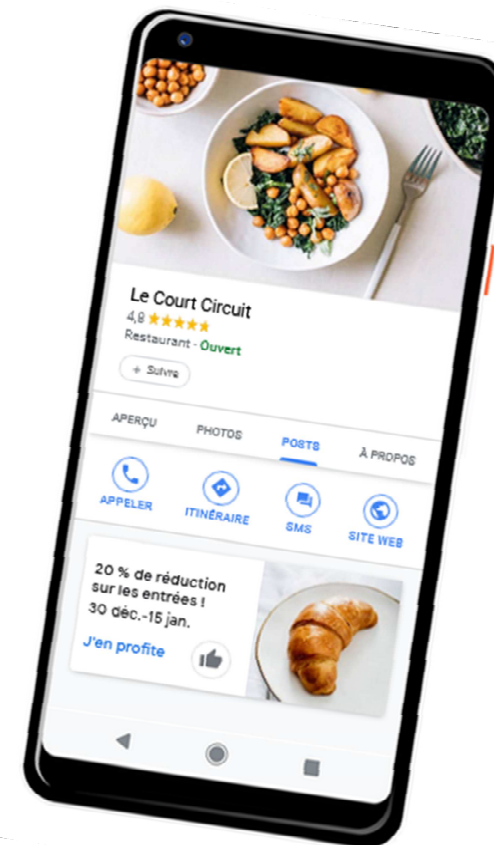 Le Court Circuit
4,8
Restaurant · Ouvert
+ Suivre
APERÇU PHOTOS POSTS À PROPOS
APPELER ITINÉRAIRE SMS SITE WEB
20 % de réduction
sur les entrées !
30 déc.-15 jan.
J'en profite